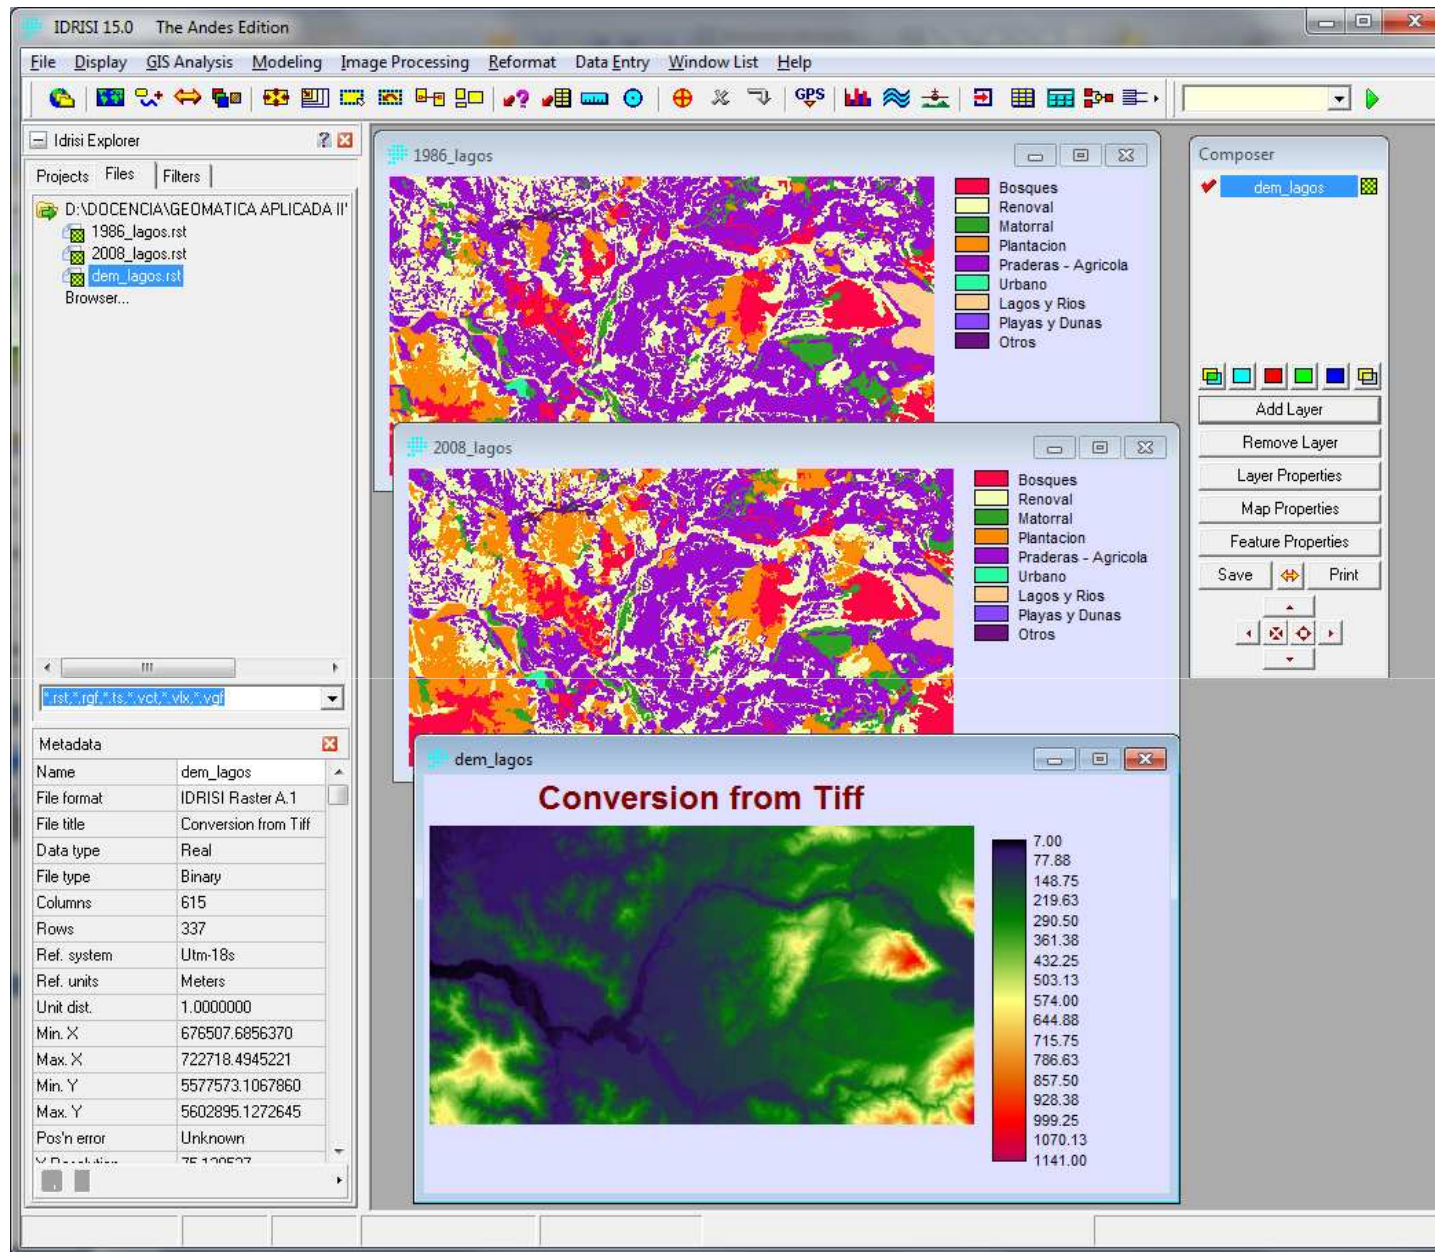 IDRISI 15.0 The Andes Edition
File Display GIS Analysis Modeling Image Processing Reformat Data Entry Window List Help
GPS
Idrisi Explorer
Projects Files Filters
D:\DOCENCIA\GEOMATICA APLICADA II'
1986_lagos.rst
2008_lagos.rst
dem_lagos.rst
Browser...
*.rst,*.rgf,*.ts,*.vct,*.vlx,*.vgf
Metadata
Name dem_lagos
File format IDRISI Raster A.1
File title Conversion from Tiff
Data type Real
File type Binary
Columns 615
Rows 337
Ref. system Utm-18s
Ref. units Meters
Unit dist. 1.0000000
Min. X 676507.6856370
Max. X 722718.4945221
Min. Y 5577573.1067860
Max. Y 5602895.1272645
Pos'n error Unknown
1986_lagos
Bosques
Renoval
Matorral
Plantacion
Praderas - Agricola
Urbano
Lagos y Rios
Playas y Dunas
Otros
2008_lagos
Bosques
Renoval
Matorral
Plantacion
Praderas - Agricola
Urbano
Lagos y Rios
Playas y Dunas
Otros
dem_lagos
Conversion from Tiff
7.00
77.88
148.75
219.63
290.50
361.38
432.25
503.13
574.00
644.88
715.75
786.63
857.50
928.38
999.25
1070.13
1141.00
Composer
dem_lagos
Add Layer
Remove Layer
Layer Properties
Map Properties
Feature Properties
Save Print